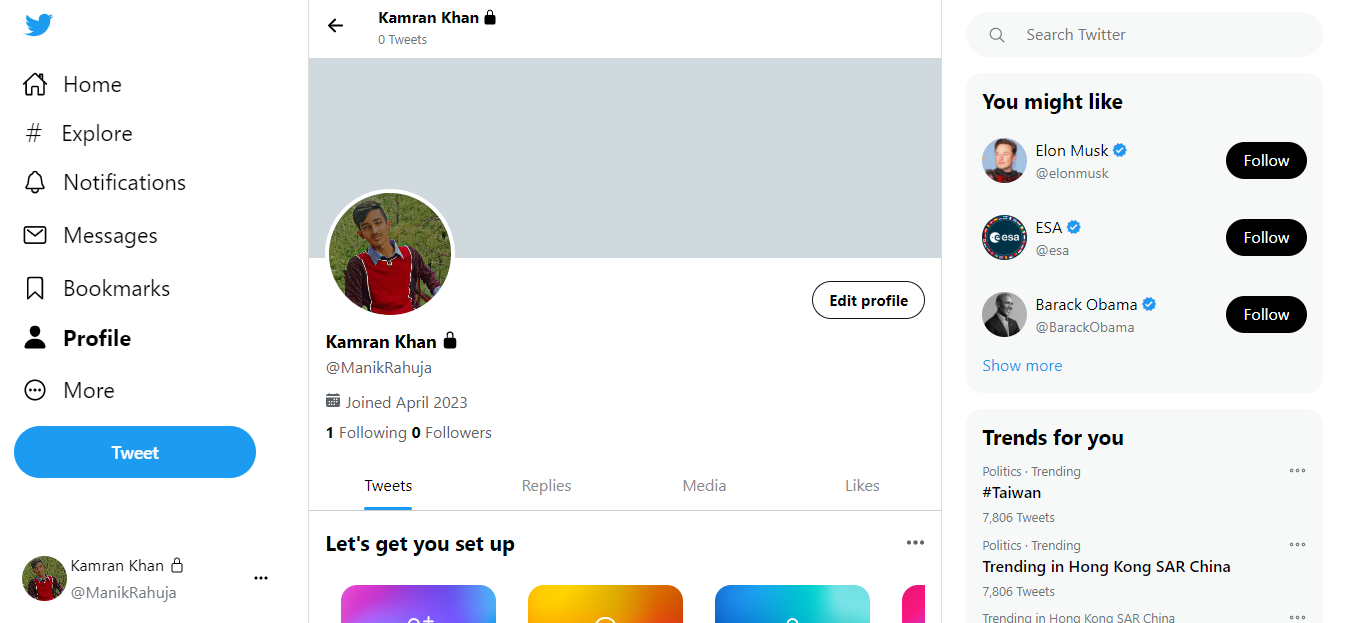 Home
# Explore
Notifications
Messages
Bookmarks
Profile
More
Tweet
Kamran Khan
@ManikRahuja
Kamran Khan
0 Tweets
Edit profile
Kamran Khan
@ManikRahuja
Joined April 2023
1 Following 0 Followers
Tweets Replies Media Likes
Let's get you set up
Search Twitter
You might like
Elon Musk
@elonmusk
Follow
esa
ESA
@esa
Follow
Barack Obama
@BarackObama
Follow
Show more
Trends for you
Politics · Trending
#Taiwan
7,806 Tweets
Politics · Trending
Trending in Hong Kong SAR China
7,806 Tweets
Trending in Hong Kong SAR China